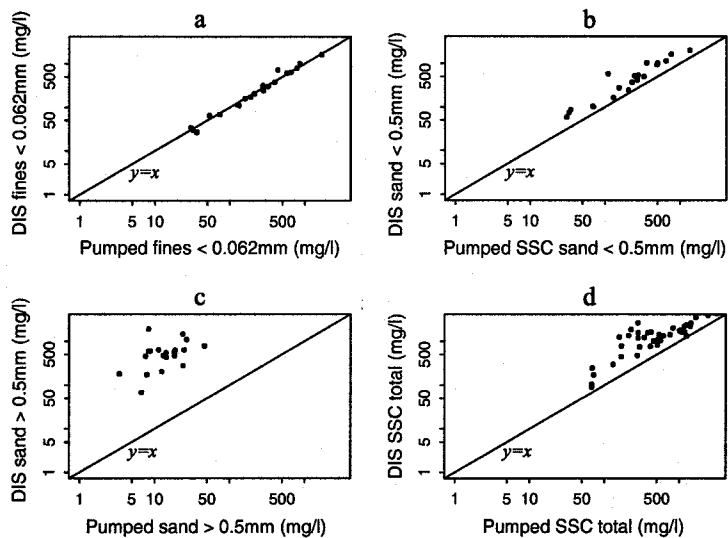 a
DIS fines < 0.062mm (mg/l)
500
50
5
1
y=x
1 5 10 50 500
Pumped fines < 0.062mm (mg/l)
b
DIS sand < 0.5mm (mg/l)
500
50
5
1
y=x
1 5 10 50 500
Pumped SSC sand < 0.5mm (mg/l)
c
DIS sand > 0.5mm (mg/l)
500
50
5
1
y=x
1 5 10 50 500
Pumped sand > 0.5mm (mg/l)
d
DIS SSC total (mg/l)
500
50
5
1
y=x
1 5 10 50 500
Pumped SSC total (mg/l)